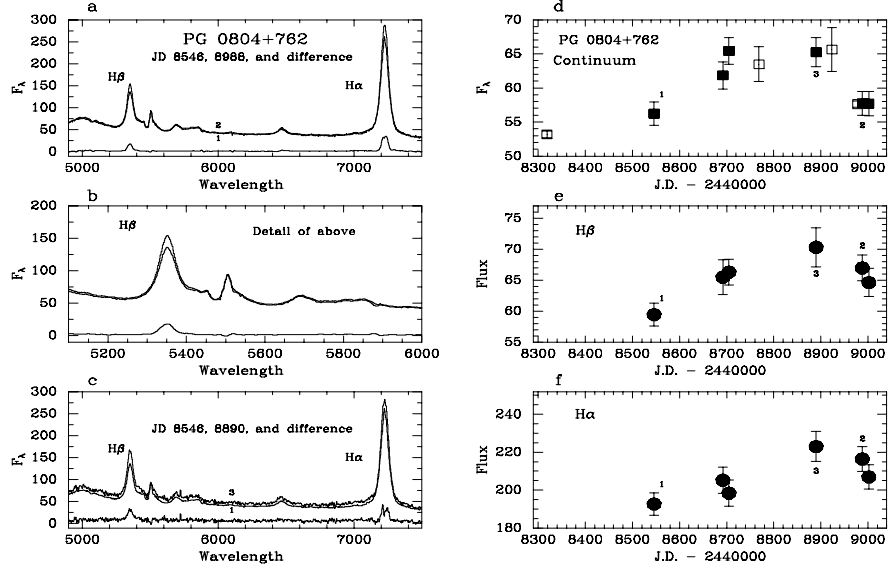 a
PG 0804+762
JD 8546, 8988, and difference
Hβ
Hα
2
1
Fλ
300
250
200
150
100
50
0
5000 6000 7000
Wavelength
b
Hβ
Detail of above
Fλ
200
150
100
50
0
5200 5400 5600 5800 6000
Wavelength
c
JD 8546, 8890, and difference
Hβ
Hα
3
1
Fλ
300
250
200
150
100
50
0
5000 6000 7000
Wavelength
d
PG 0804+762
Continuum
1
3
2
Fλ
70
65
60
55
50
8300 8400 8500 8600 8700 8800 8900 9000
J.D. − 2440000
e
Hβ
1
2
3
Flux
75
70
65
60
55
8300 8400 8500 8600 8700 8800 8900 9000
J.D. − 2440000
f
Hα
1
2
3
Flux
240
220
200
180
8300 8400 8500 8600 8700 8800 8900 9000
J.D. − 2440000